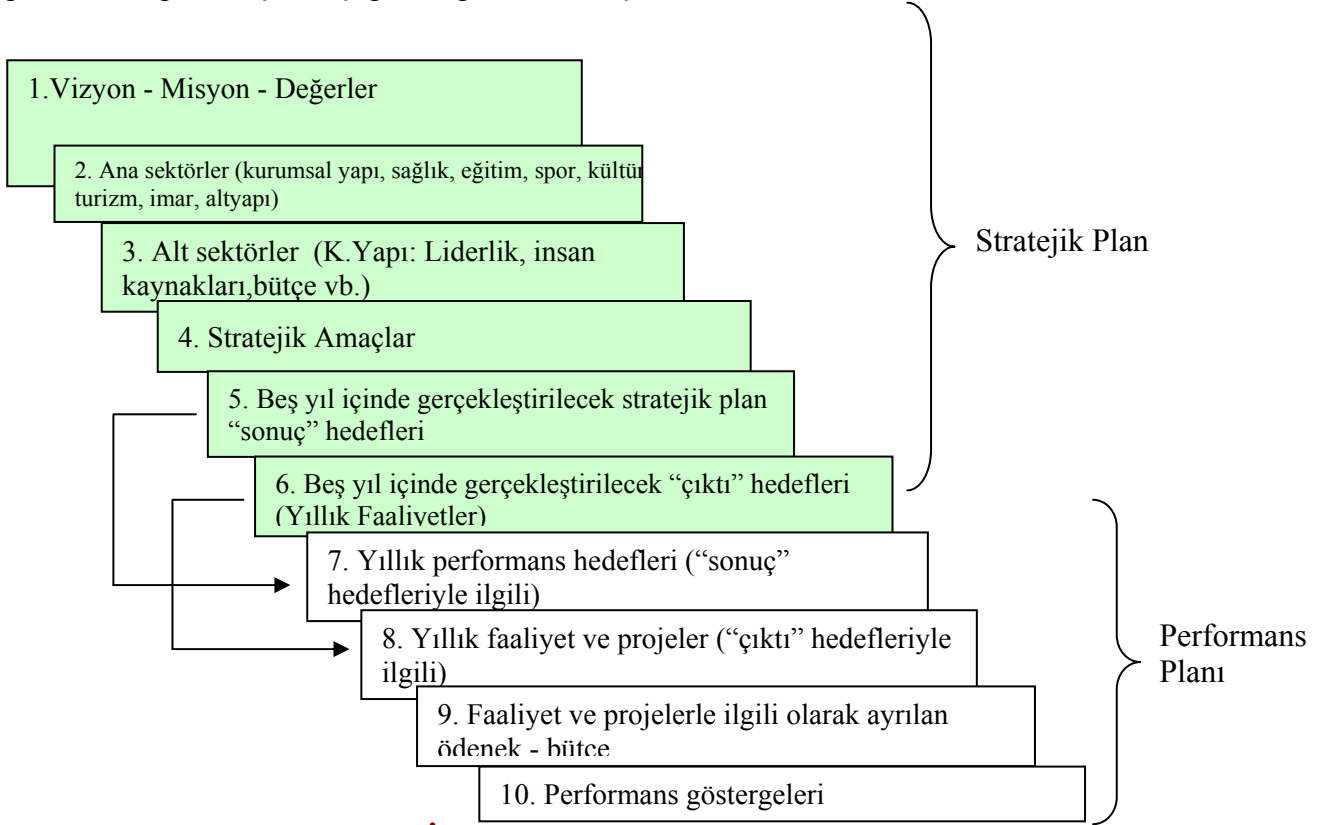 1.Vizyon - Misyon - Değerler
2. Ana sektörler (kurumsal yapı, sağlık, eğitim, spor, kültür
turizm, imar, altyapı)
3. Alt sektörler (K.Yapı: Liderlik, insan
kaynakları,bütçe vb.)
4. Stratejik Amaçlar
5. Beş yıl içinde gerçekleştirilecek stratejik plan
“sonuç” hedefleri
6. Beş yıl içinde gerçekleştirilecek “çıktı” hedefleri
(Yıllık Faaliyetler)
Stratejik Plan
7. Yıllık performans hedefleri (“sonuç”
hedefleriyle ilgili)
8. Yıllık faaliyet ve projeler (“çıktı” hedefleriyle
ilgili)
9. Faaliyet ve projelerle ilgili olarak ayrılan
ödenek - bütçe
10. Performans göstergeleri
Performans
Planı